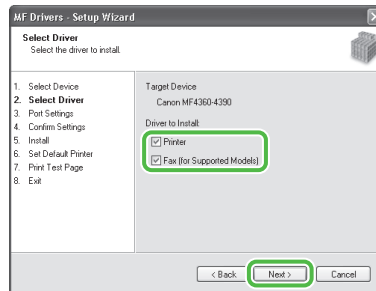 MF Drivers - Setup Wizard
Select Driver
Select the driver to install.
1. Select Device
2. Select Driver
3. Port Settings
4. Confirm Settings
5. Install
6. Set Default Printer
7. Print Test Page
8. Exit
Target Device
Canon MF4360-4390
Driver to Install:
Printer
Fax (for Supported Models)
< Back
Next >
Cancel